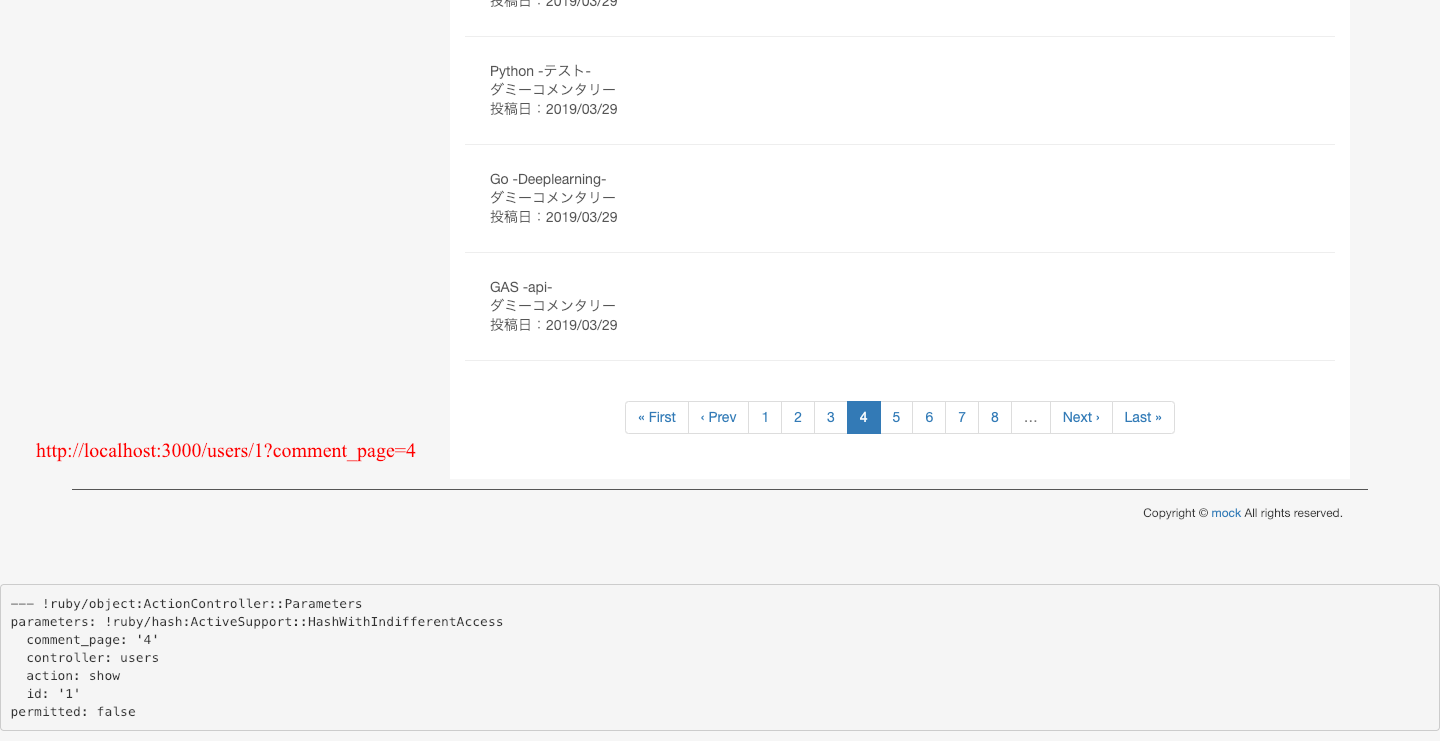 投稿日：2019/03/29
Python -テスト-
ダミーコメンタリー
投稿日：2019/03/29
Go -Deeplearning-
ダミーコメンタリー
投稿日：2019/03/29
GAS -api-
ダミーコメンタリー
投稿日：2019/03/29
« First ‹ Prev 1 2 3 4 5 6 7 8 … Next › Last »
http://localhost:3000/users/1?comment_page=4
Copyright © mock All rights reserved.
--- !ruby/object:ActionController::Parameters
parameters: !ruby/hash:ActiveSupport::HashWithIndifferentAccess
  comment_page: '4'
  controller: users
  action: show
  id: '1'
permitted: false